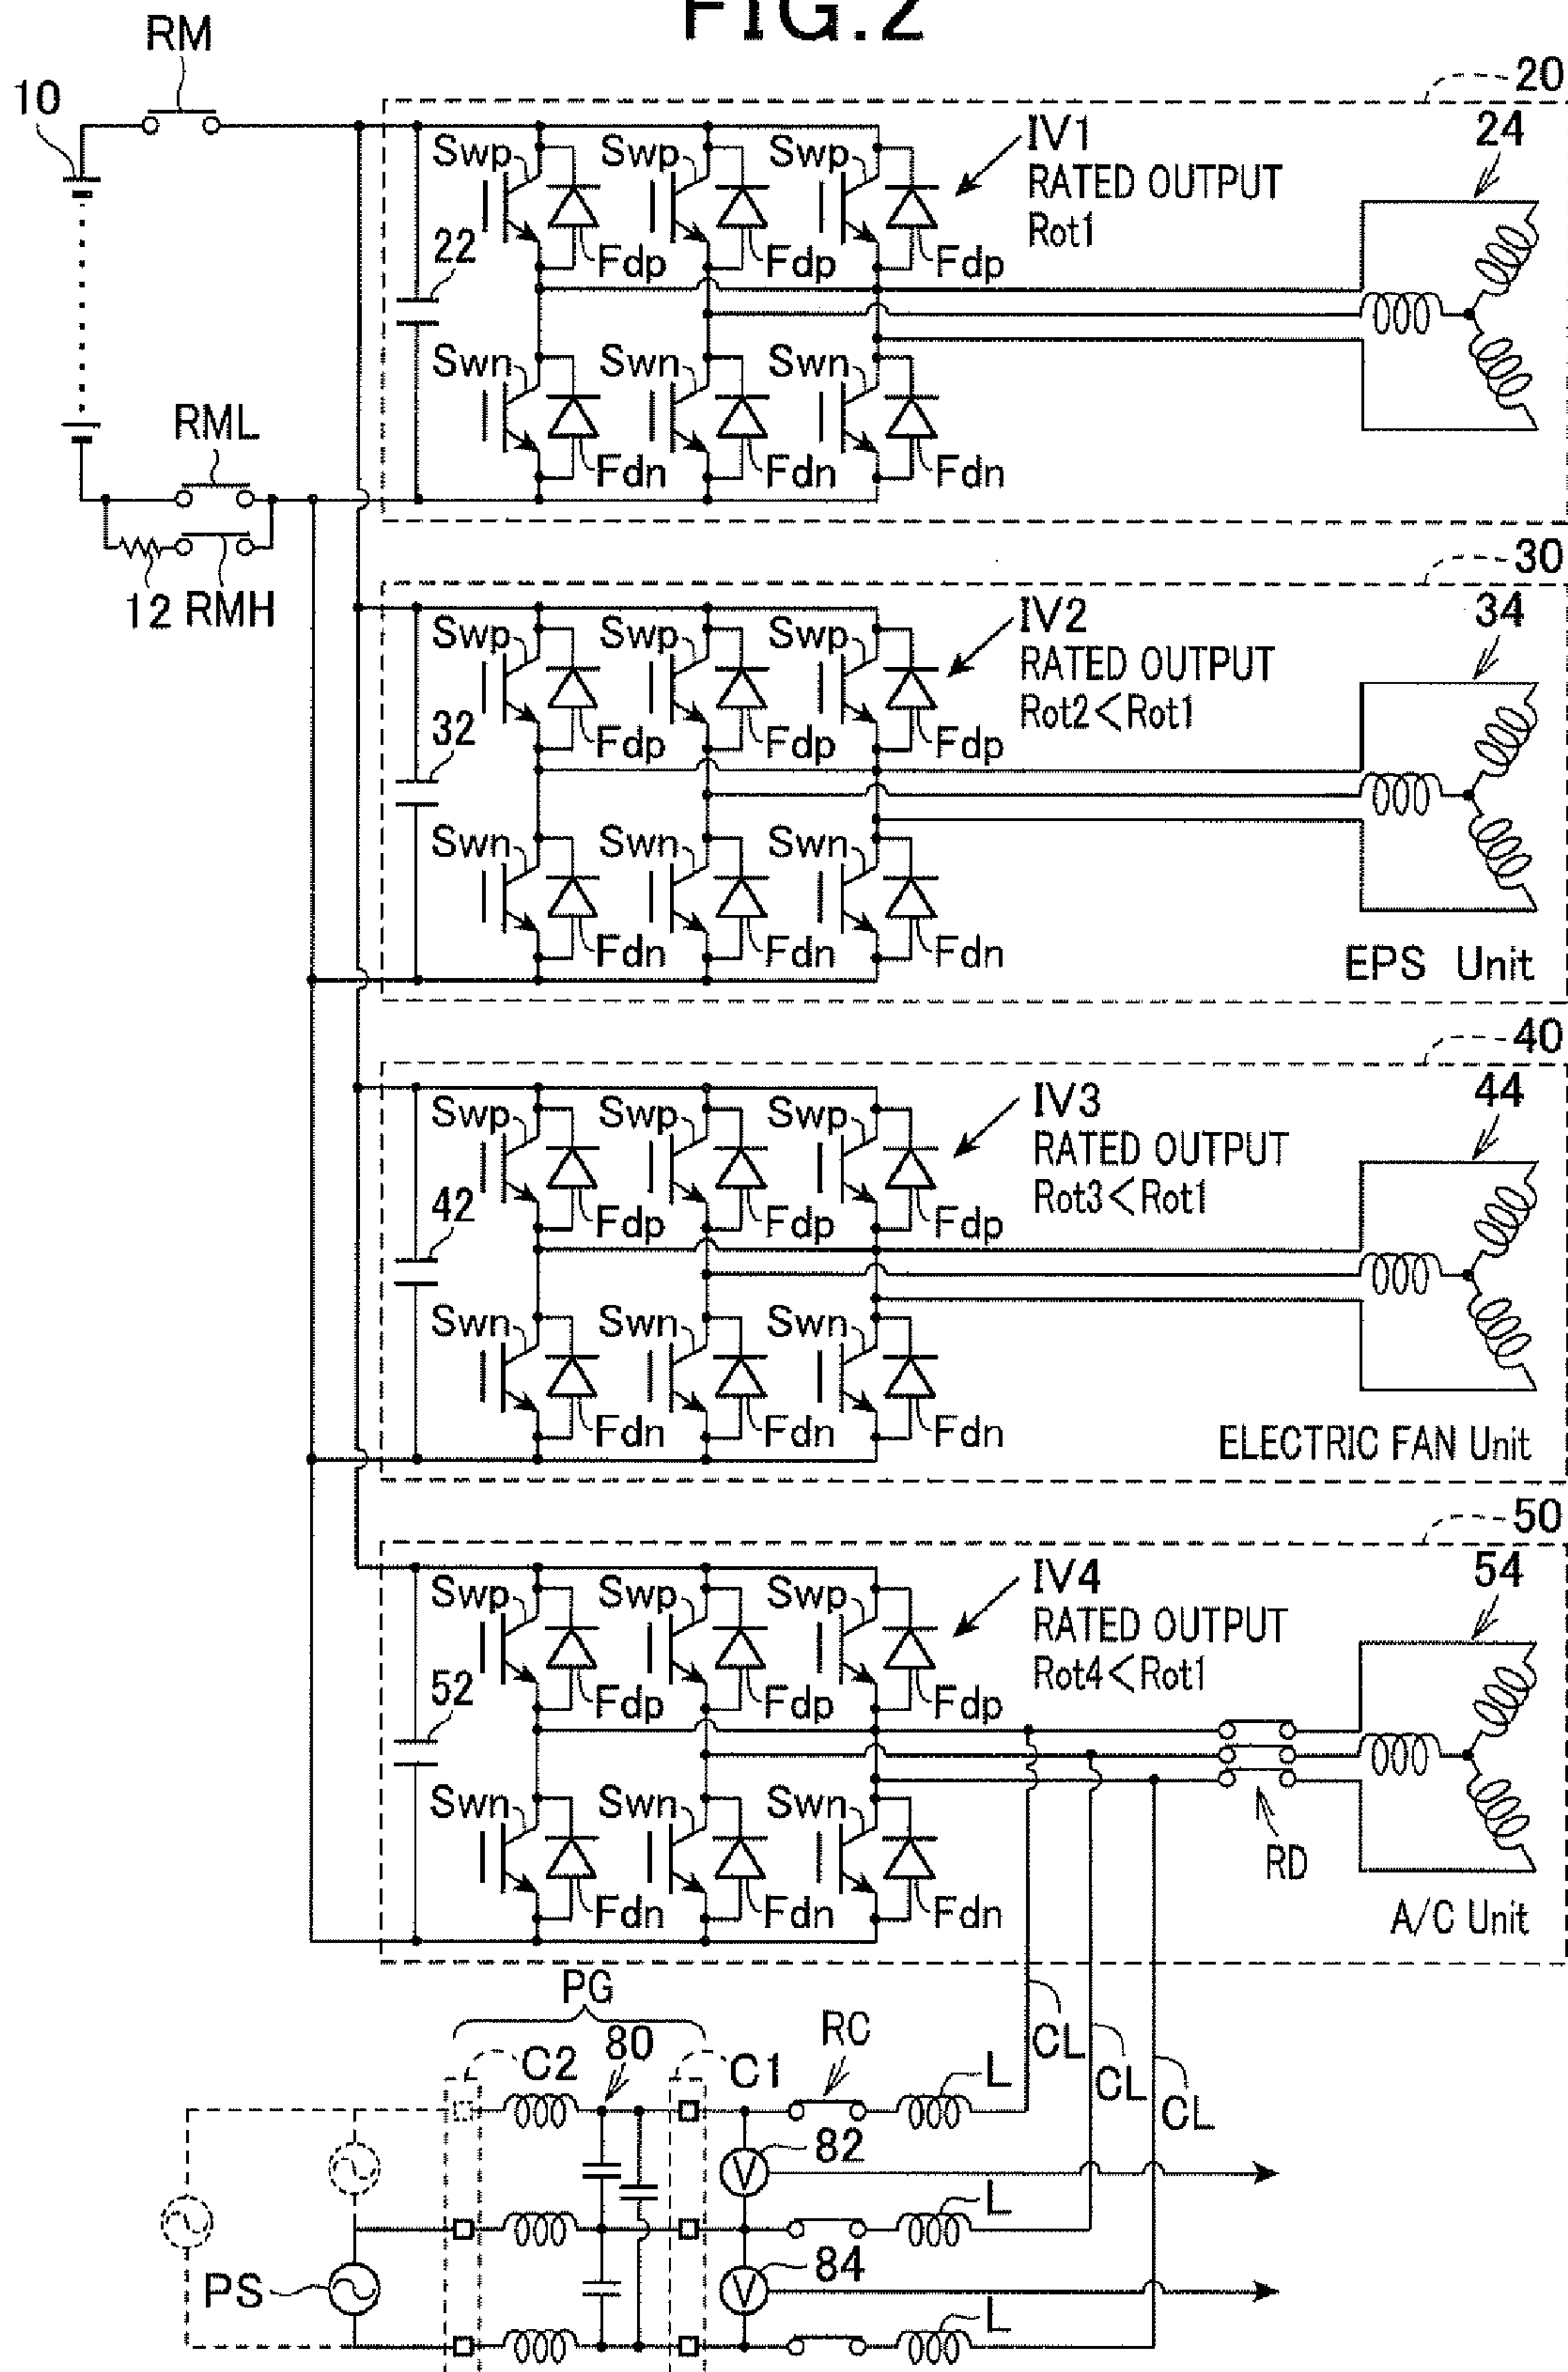 FIG.2
RM
10
20
24
IV1
RATED OUTPUT
Rot1
Swp Swp Swp
22
Fdp Fdp Fdp
Swn Swn Swn
Fdn Fdn Fdn
RML
12 RMH
30
34
IV2
RATED OUTPUT
Rot2<Rot1
Swp Swp Swp
32
Fdp Fdp Fdp
Swn Swn Swn
Fdn Fdn Fdn
EPS Unit
40
44
IV3
RATED OUTPUT
Rot3<Rot1
Swp Swp Swp
42
Fdp Fdp Fdp
Swn Swn Swn
Fdn Fdn Fdn
ELECTRIC FAN Unit
50
54
IV4
RATED OUTPUT
Rot4<Rot1
Swp Swp Swp
52
Fdp Fdp Fdp
Swn Swn Swn
RD
Fdn Fdn Fdn
A/C Unit
PG
C2 80 C1 RC L CL CL CL
V 82
L
PS
V 84
L